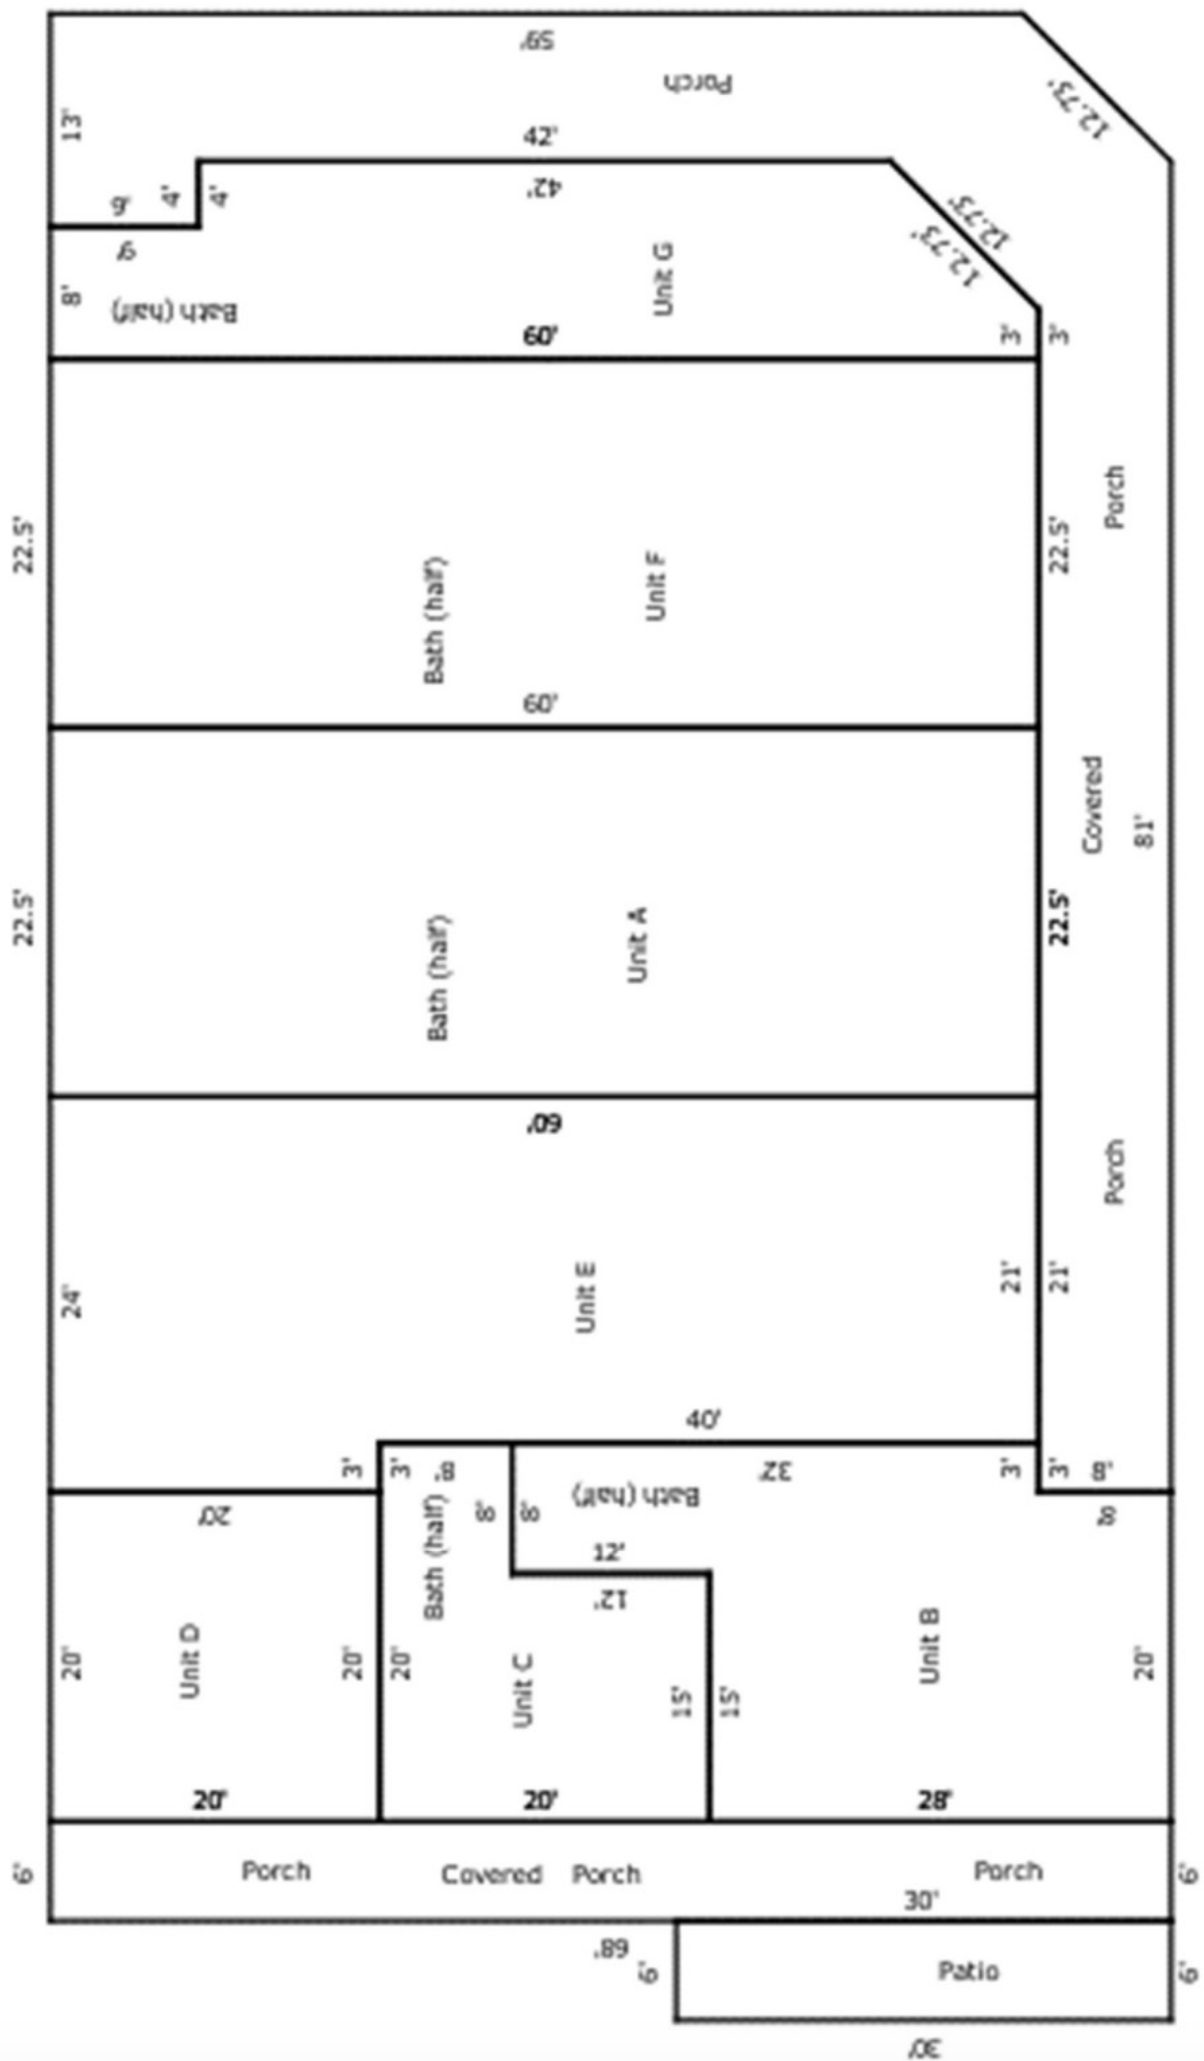 59'
Porch
12.73'
13'
42'
9' 4' 4'
42'
12.73'
12.73'
9'
Unit G
8'
Bath (half)
60'
3' 3'
22.5'
Bath (half)
Unit F
22.5'
Porch
60'
Covered
81'
22.5'
Bath (half)
Unit A
22.5'
60'
Porch
24'
Unit E
21' 21'
40'
3' 3' 8' 32' 3' 3' 8'
20'
Bath (half)
8' 8'
Bath (half)
8'
12'
12'
20'
Unit D
20' 20'
Unit C
15' 15'
Unit B
20'
20' 20' 28'
6' Porch Covered Porch Porch 6'
30'
68'
6' Patio 6'
30'